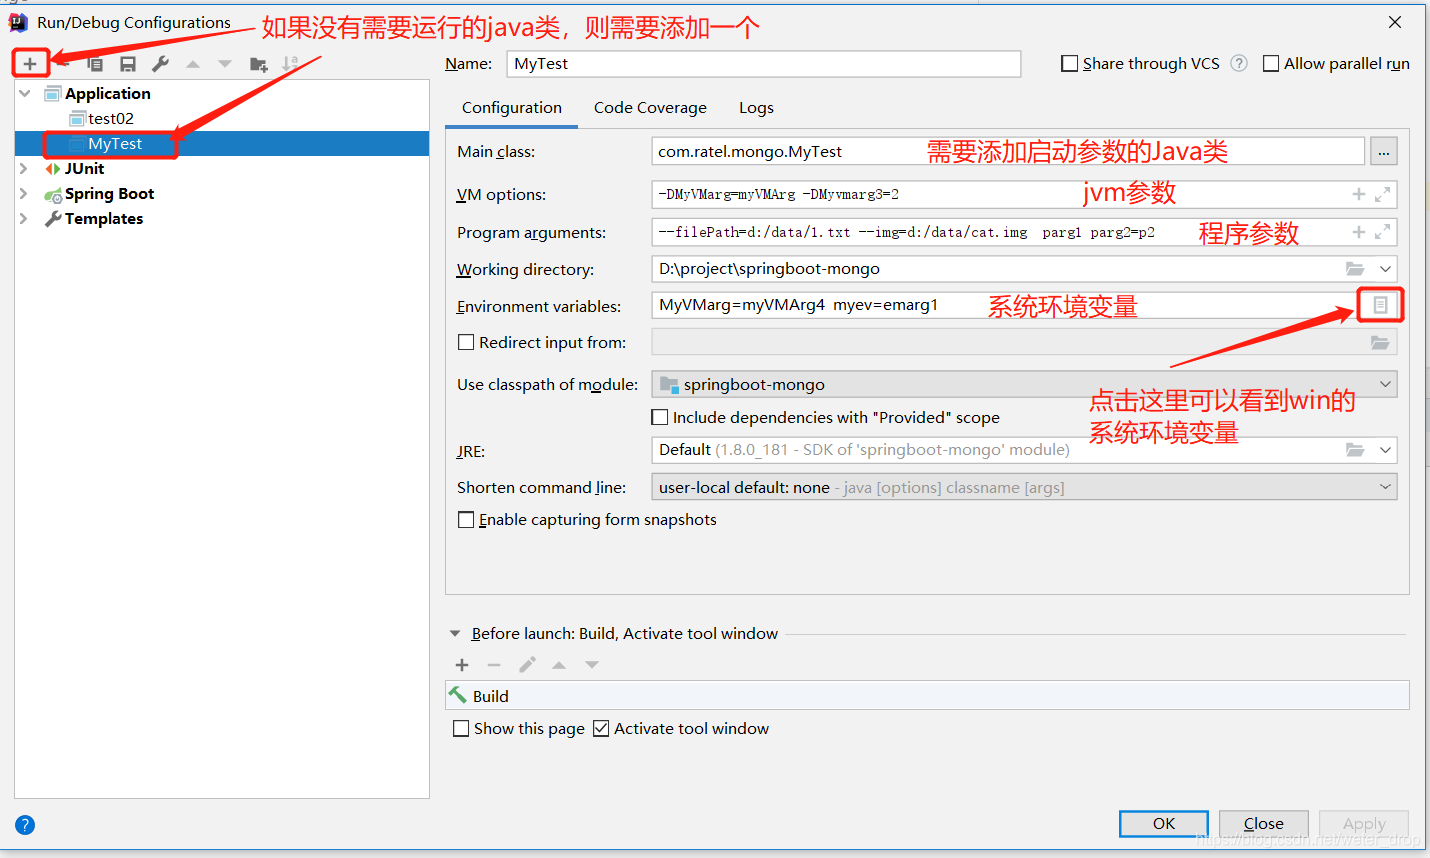 Run/Debug Configurations
如果没有需要运行的java类，则需要添加一个
Name: MyTest
Share through VCS
Allow parallel run
Application
test02
MyTest
JUnit
Spring Boot
Templates
Configuration Code Coverage Logs
Main class: com.ratel.mongo.MyTest ...
需要添加启动参数的Java类
VM options: -DMyVMarg=myVMArg -DMyvmarg3=2
jvm参数
Program arguments: --filePath=d:/data/1.txt --img=d:/data/cat.img parg1 parg2=p2
程序参数
Working directory: D:\project\springboot-mongo
Environment variables: MyVMarg=myVMArg4 myev=emarg1
系统环境变量
Redirect input from:
Use classpath of module: springboot-mongo
点击这里可以看到win的
系统环境变量
Include dependencies with "Provided" scope
JRE: Default (1.8.0_181 - SDK of 'springboot-mongo' module)
Shorten command line: user-local default: none - java [options] classname [args]
Enable capturing form snapshots
Before launch: Build, Activate tool window
Build
Show this page Activate tool window
OK Close Apply
https://blog.csdn.net/weter_drop